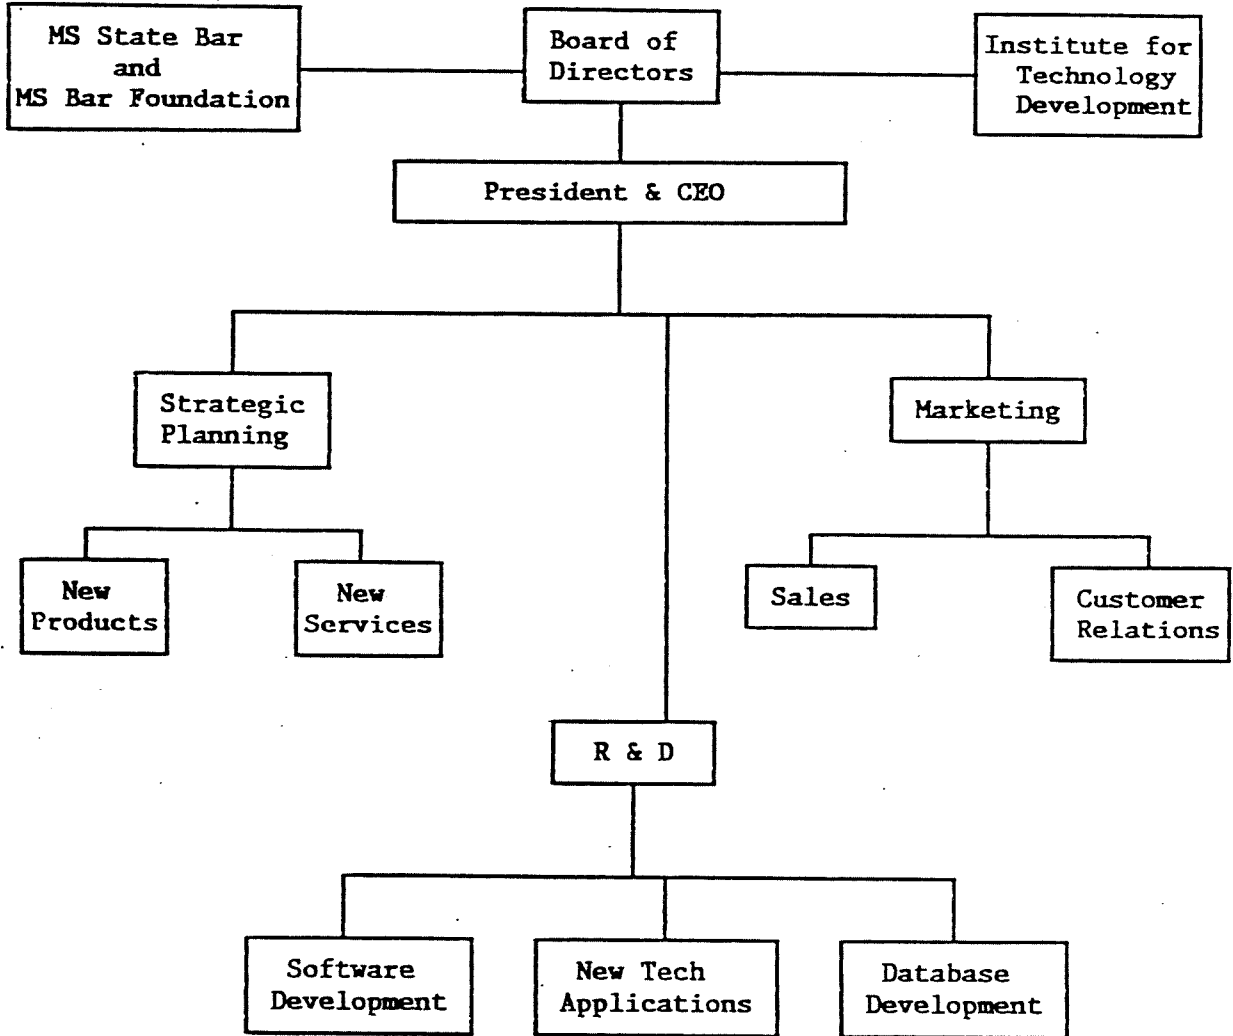 MS State Bar
and
MS Bar Foundation
Board of
Directors
Institute for
Technology
Development
President & CEO
Strategic
Planning
Marketing
New
Products
New
Services
Sales
Customer
Relations
R & D
Software
Development
New Tech
Applications
Database
Development